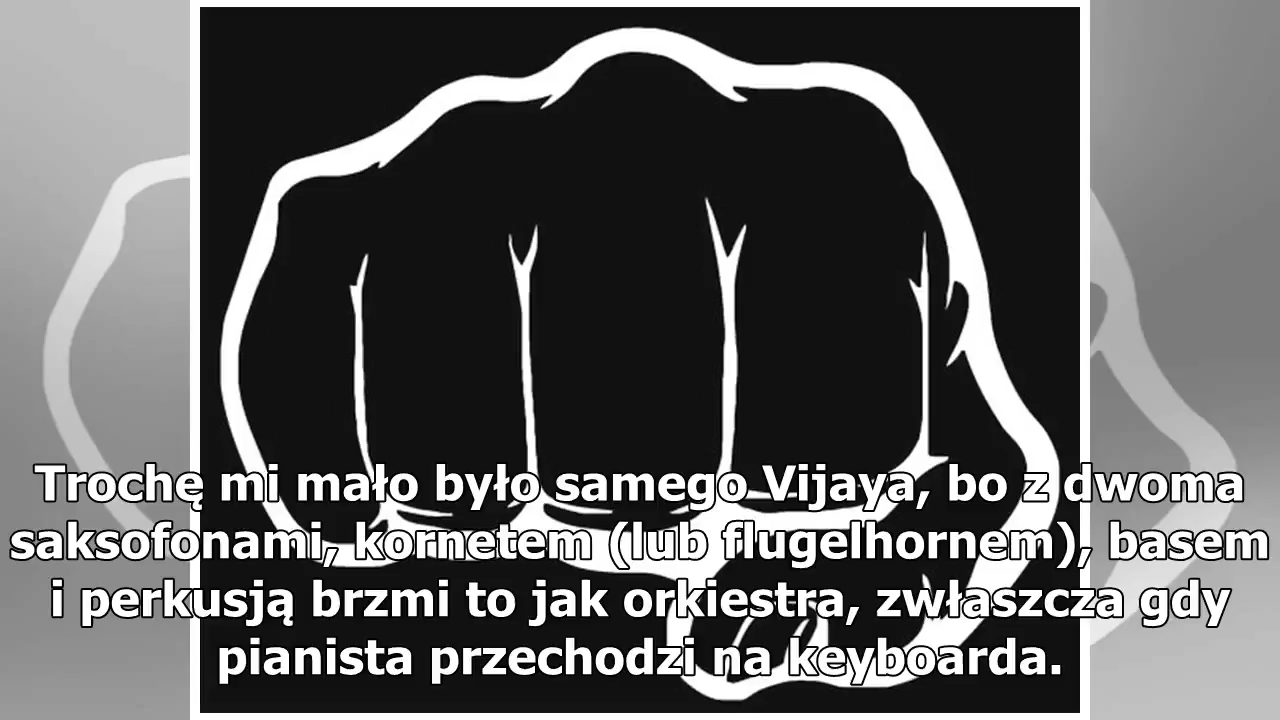 Trochę mi mało było samego Vijaya, bo z dwoma
saksofonami, kornetem (lub flugelhornem), basem
i perkusją brzmi to jak orkiestra, zwłaszcza gdy
pianista przechodzi na keyboarda.